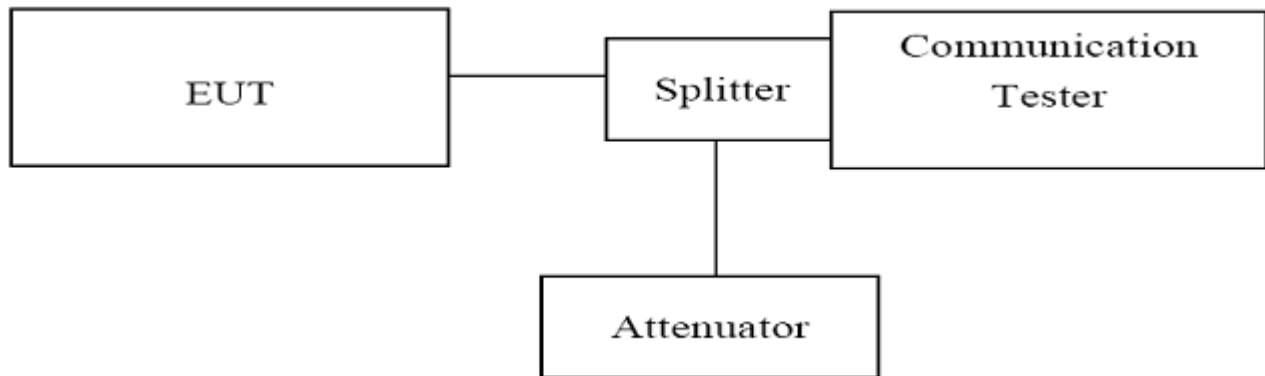 EUT
Splitter
Communication
Tester
Attenuator